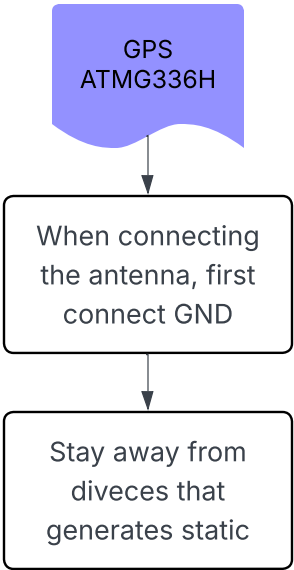 GPS
ATMG336H
When connecting
the antenna, first
connect GND
Stay away from
diveces that
generates static